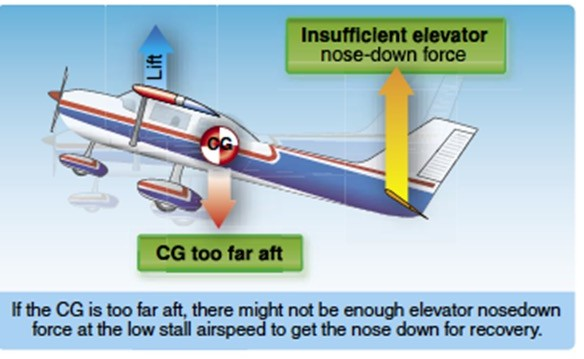 Insufficient elevator
nose-down force
Lift
CG
CG too far aft
If the CG is too far aft, there might not be enough elevator nosedown
force at the low stall airspeed to get the nose down for recovery.